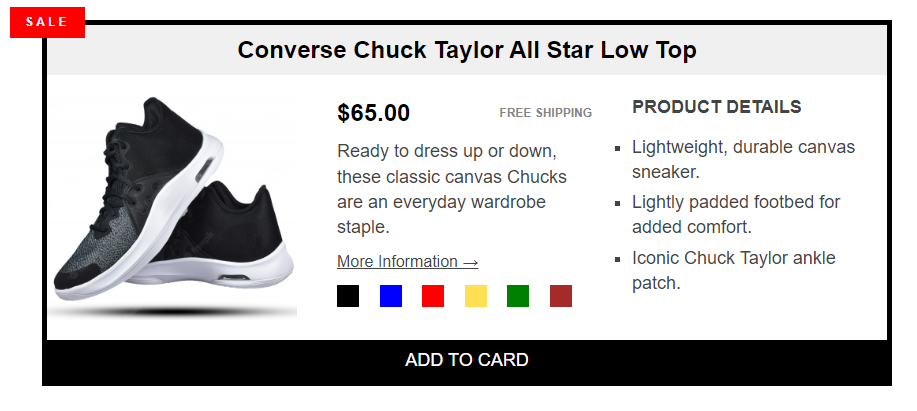 SALE
Converse Chuck Taylor All Star Low Top
$65.00
FREE SHIPPING
Ready to dress up or down,
these classic canvas Chucks
are an everyday wardrobe
staple.
More Information →
PRODUCT DETAILS
Lightweight, durable canvas
sneaker.
Lightly padded footbed for
added comfort.
Iconic Chuck Taylor ankle
patch.
ADD TO CARD